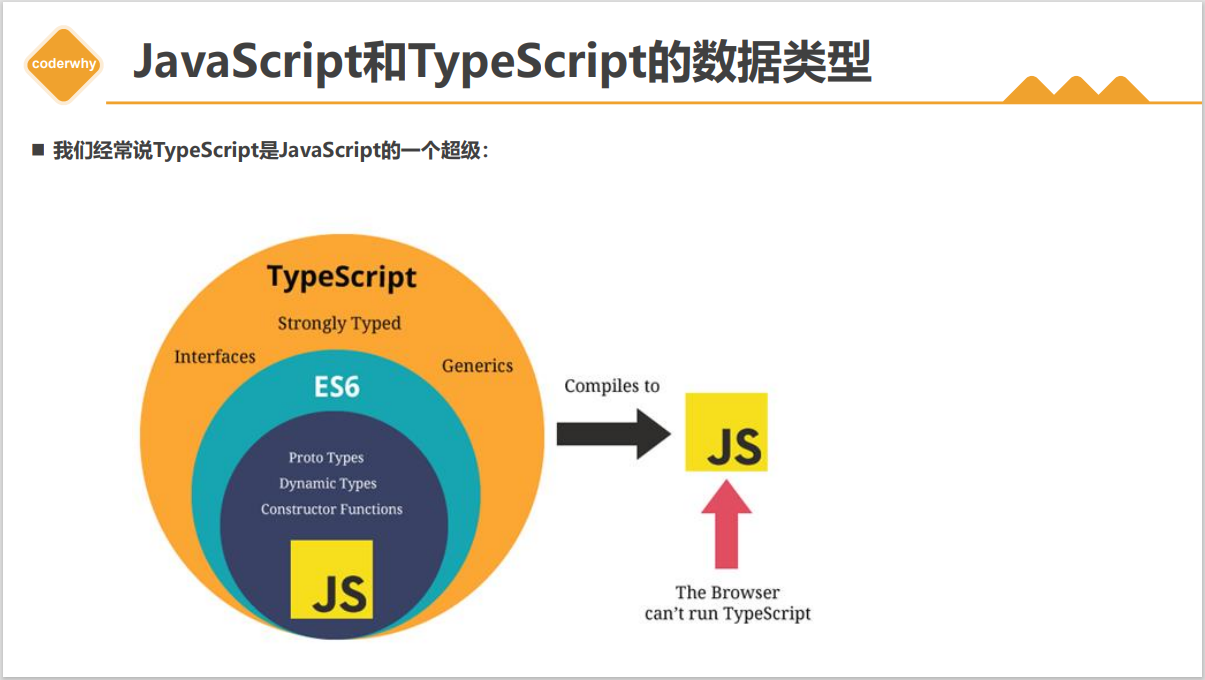 coderwhy
JavaScript和TypeScript的数据类型
我们经常说TypeScript是JavaScript的一个超级：
TypeScript
Strongly Typed
Interfaces
Generics
ES6
Proto Types
Dynamic Types
Constructor Functions
JS
Compiles to
JS
The Browser
can't run TypeScript